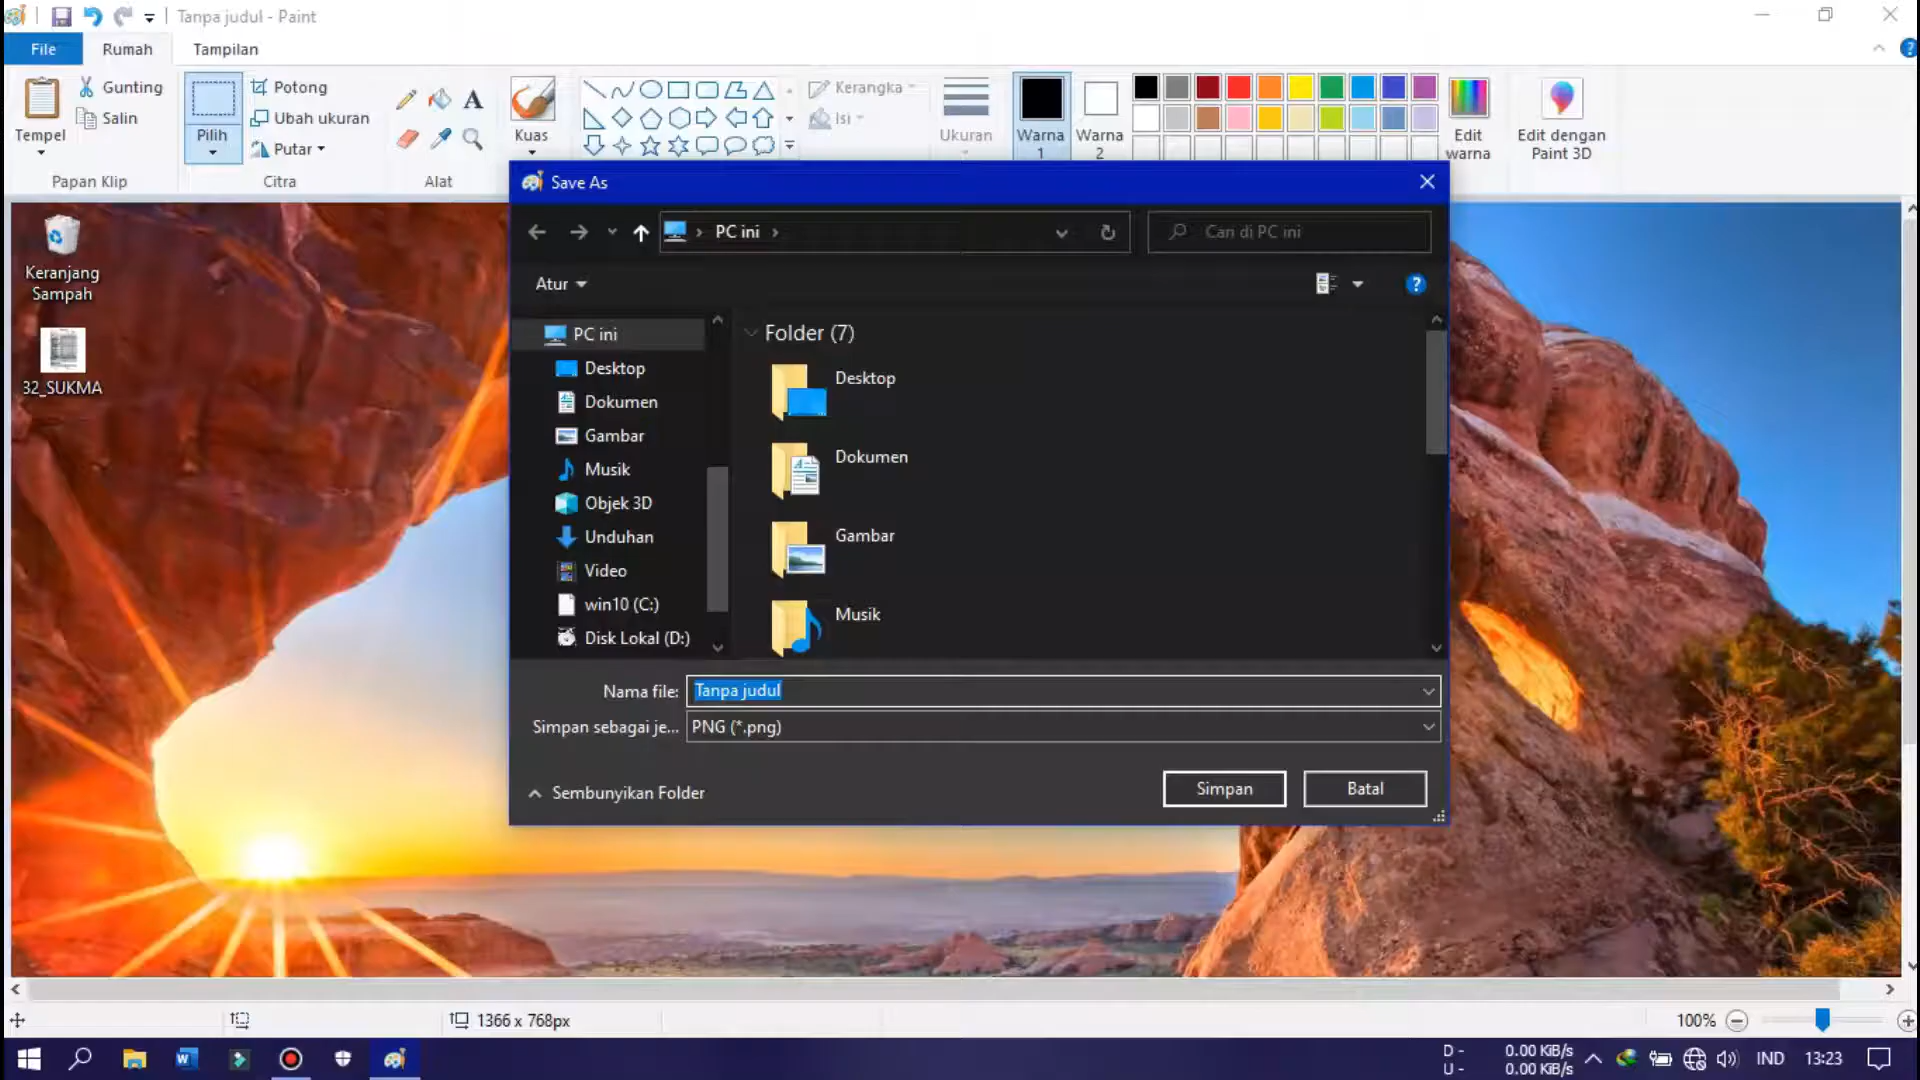 Tanpa judul - Paint
File
Rumah
Tampilan
Tempel
Gunting
Salin
Papan Klip
Pilih
Potong
Ubah ukuran
Putar
Citra
A
Alat
Kuas
Kerangka
Isi
Ukuran
Warna
1
Warna
2
Edit
warna
Edit dengan
Paint 3D
Keranjang
Sampah
32_SUKMA
Save As
PC ini
Cari di PC ini
Atur
PC ini
Desktop
Dokumen
Gambar
Musik
Objek 3D
Unduhan
Video
win10 (C:)
Disk Lokal (D:)
Folder (7)
Desktop
Dokumen
Gambar
Musik
Nama file:
Tanpa judul
Simpan sebagai je...
PNG (*.png)
Sembunyikan Folder
Simpan
Batal
1366 x 768px
100%
D -
0.00 KiB/s
U -
0.00 KiB/s
IND
13:23